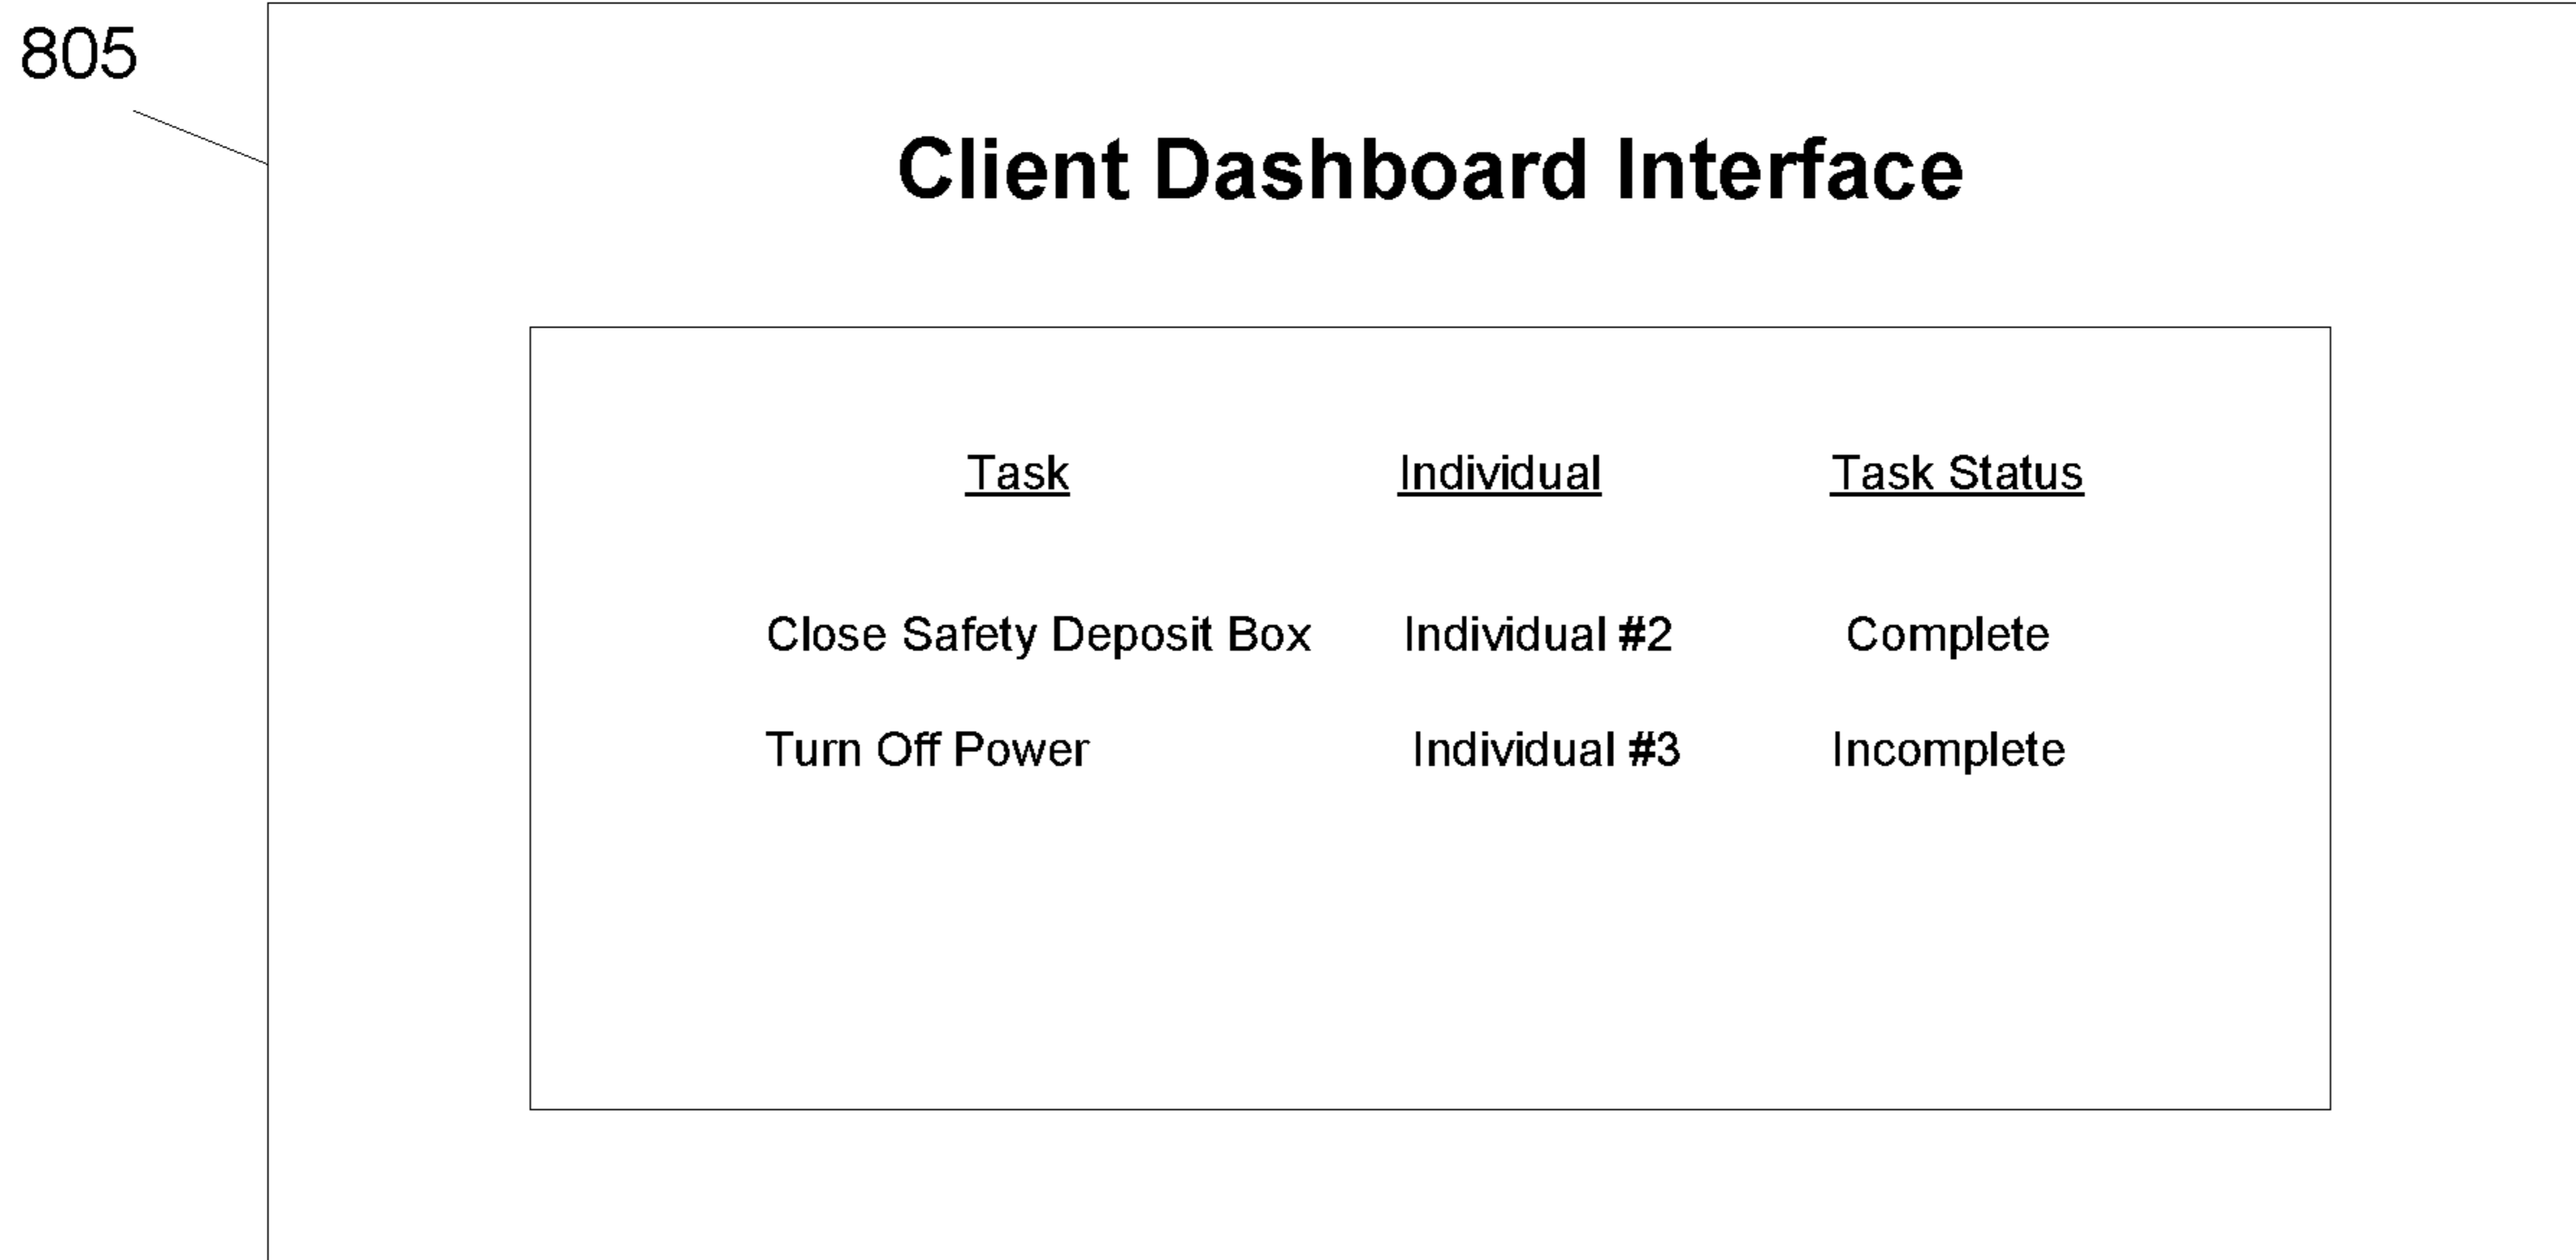 805
Client Dashboard Interface
Task Individual Task Status
Close Safety Deposit Box Individual #2 Complete
Turn Off Power Individual #3 Incomplete